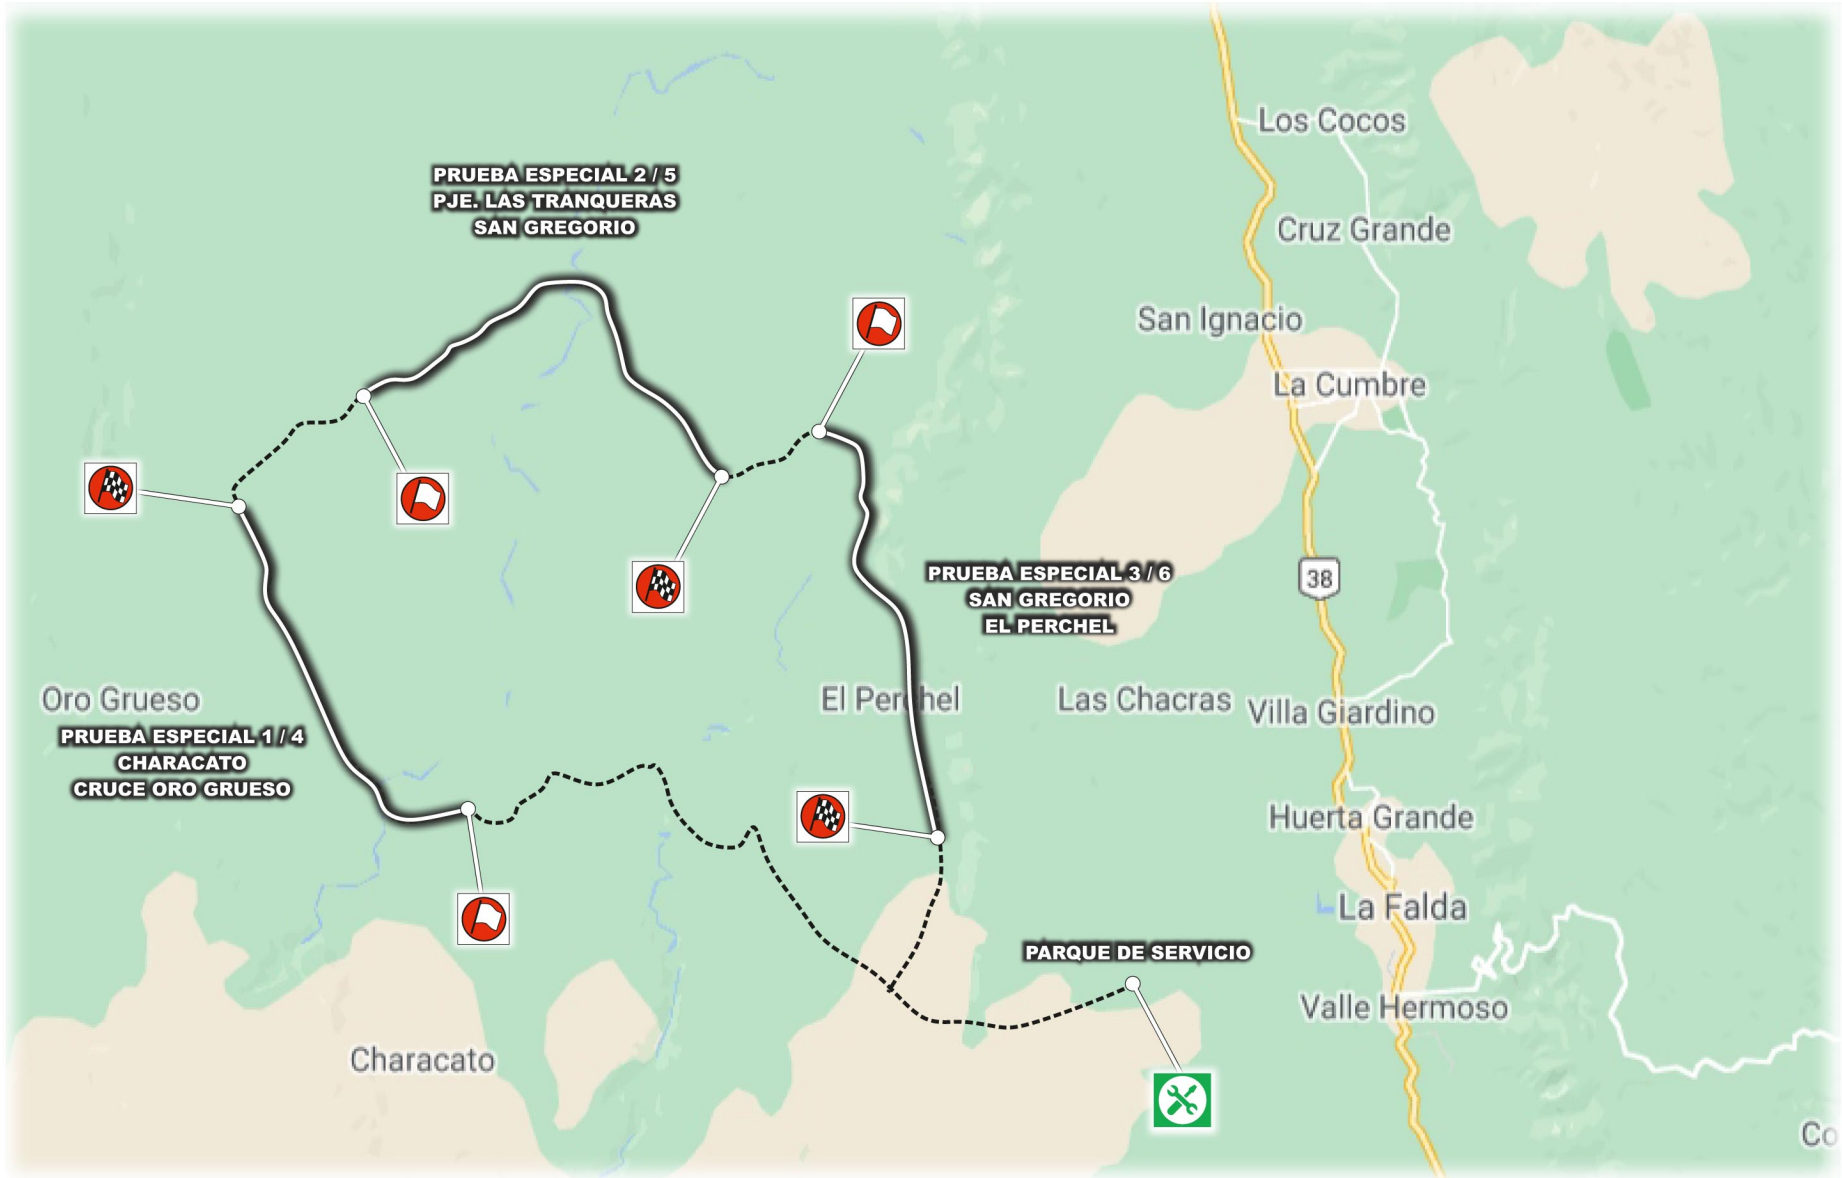 Los Cocos
PRUEBA ESPECIAL 2 / 5
PJE. LAS TRANQUERAS
SAN GREGORIO
Cruz Grande
San Ignacio
La Cumbre
PRUEBA ESPECIAL 3 / 6
SAN GREGORIO
EL PERCHEL
38
Oro Grueso
El Perchel
Las Chacras
Villa Giardino
PRUEBA ESPECIAL 1 / 4
CHARACATO
CRUCE ORO GRUESO
Huerta Grande
La Falda
PARQUE DE SERVICIO
Valle Hermoso
Characato
Co